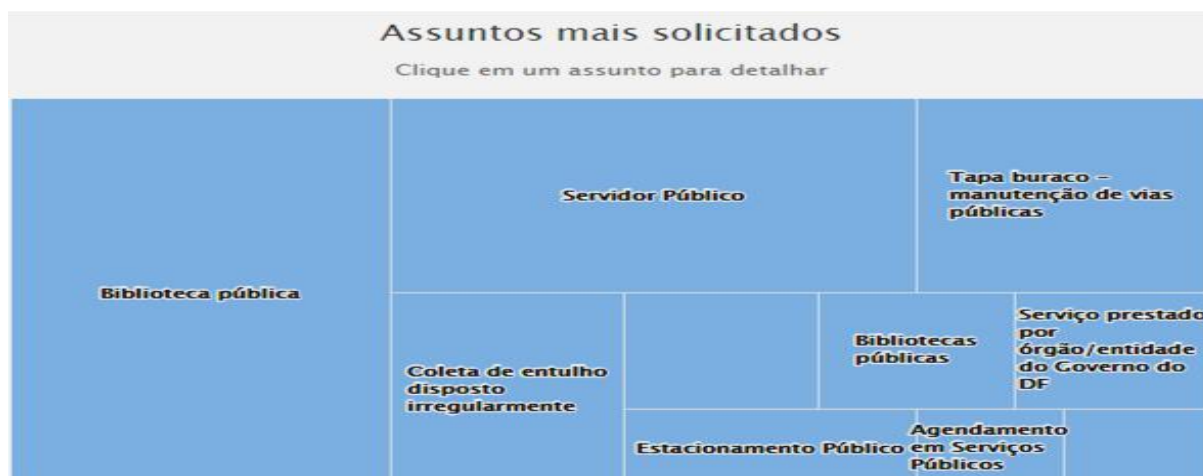 Assuntos mais solicitados
Clique em um assunto para detalhar
Biblioteca pública
Servidor Público
Tapa buraco –
manutenção de vias
públicas
Coleta de entulho
disposto
irregularmente
Bibliotecas
públicas
Serviço prestado
por
órgão/entidade
do Governo do
DF
Estacionamento Público
Agendamento
em Serviços
Públicos